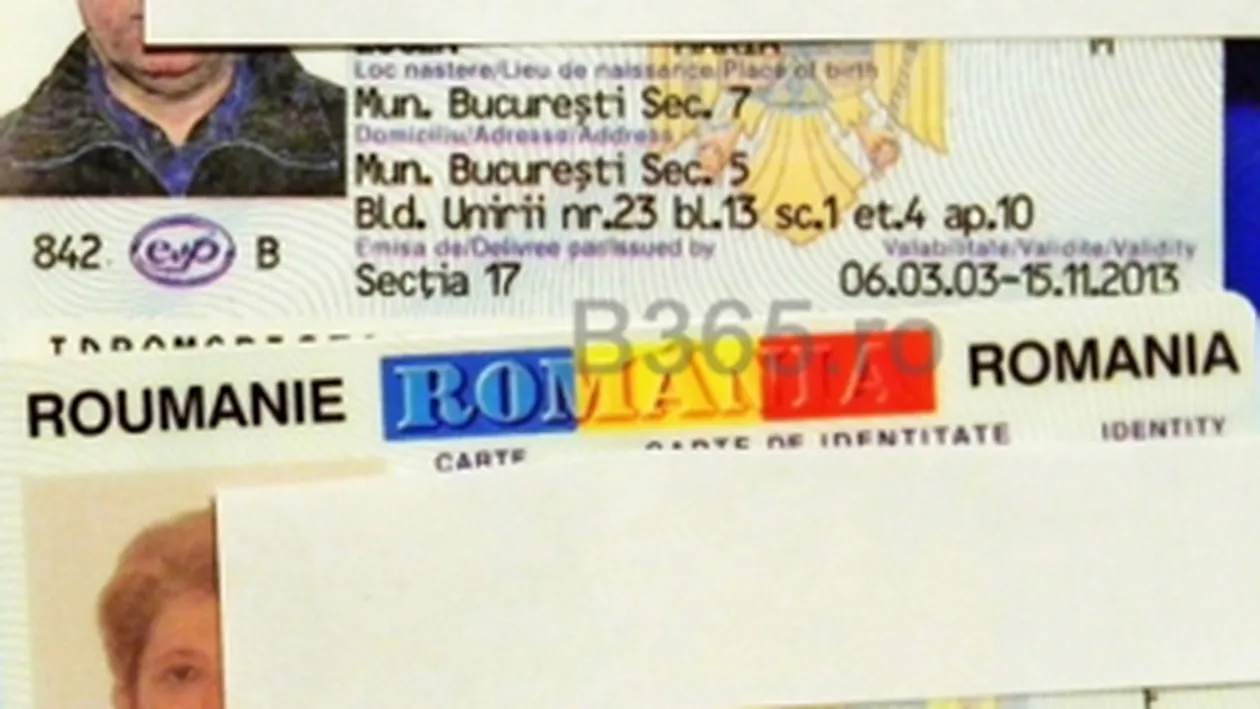 M
Loc nastere/Lieu de naissance/Place of birth
Mun. București Sec. 7
Domiciliu/Adresse/Address
Mun. București Sec. 5
Bld. Unirii nr.23 bl.13 sc.1 et.4 ap.10
842 evp B
Emisa de/Delivree par/Issued by Valabilitate/Validite/Validity
Secția 17 06.03.03-15.11.2013
B365.ro
ROUMANIE ROMANIA ROMANIA
CARTE CARTE DE IDENTITATE IDENTITY